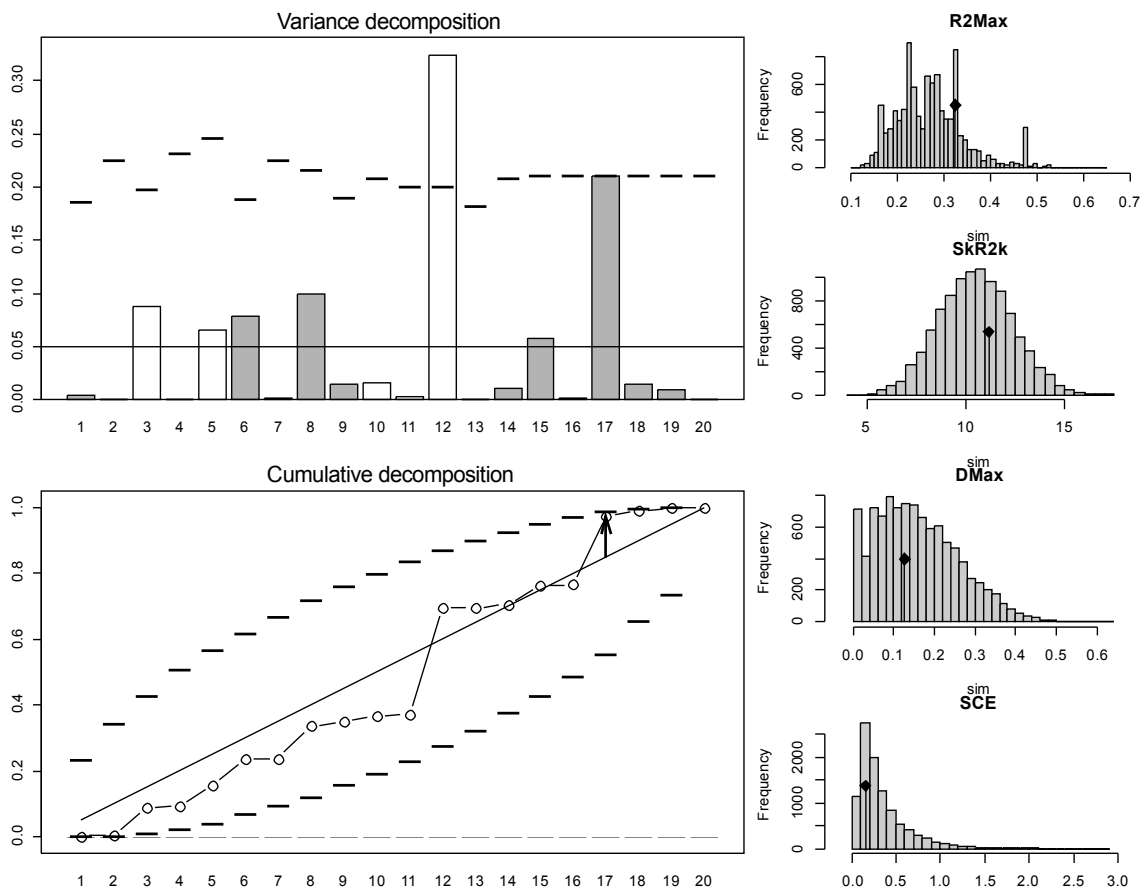 Variance decomposition
0.30
0.25
0.20
0.15
0.10
0.05
0.00
1 2 3 4 5 6 7 8 9 10 11 12 13 14 15 16 17 18 19 20
Cumulative decomposition
1.0
0.8
0.6
0.4
0.2
0.0
1 2 3 4 5 6 7 8 9 10 11 12 13 14 15 16 17 18 19 20
R2Max
Frequency
600
200
0
0.1 0.2 0.3 0.4 0.5 0.6 0.7
sim
SkR2k
Frequency
800
400
0
5 10 15
sim
DMax
Frequency
600
400
200
0
0.0 0.1 0.2 0.3 0.4 0.5 0.6
sim
SCE
Frequency
2000
1000
0
0.0 0.5 1.0 1.5 2.0 2.5 3.0